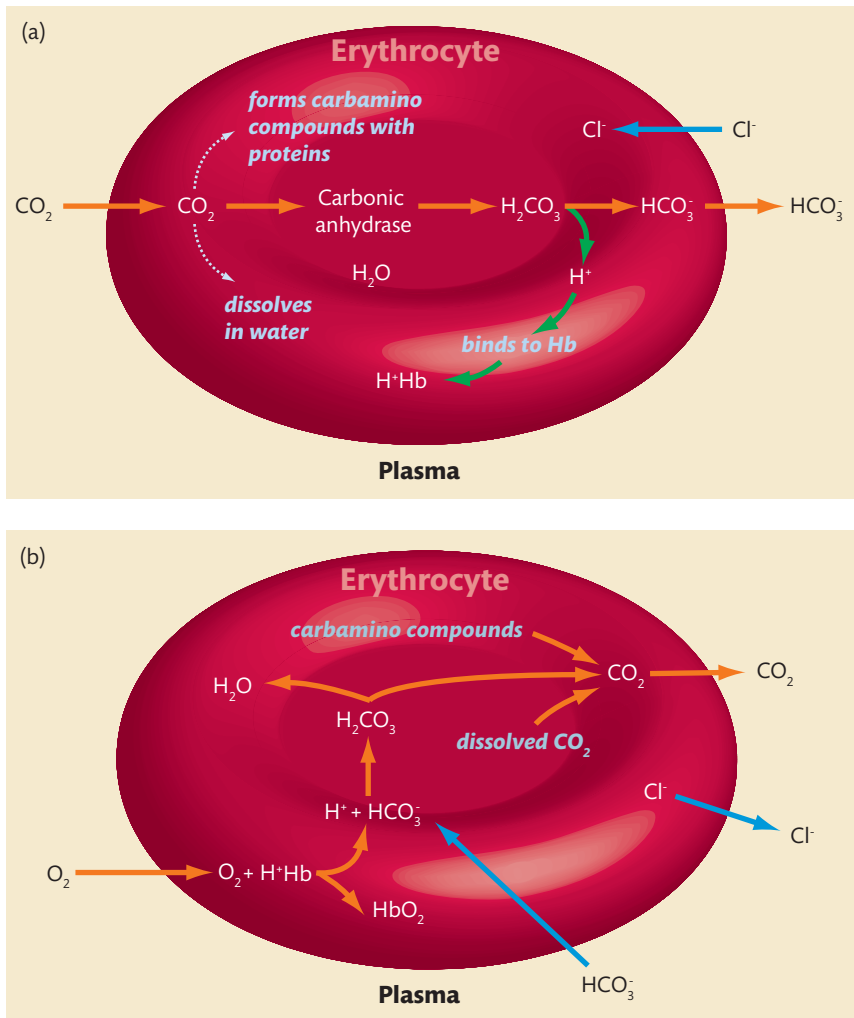 (a)
Erythrocyte
forms carbamino
compounds with
proteins
Cl⁻
Cl⁻
CO₂
CO₂
Carbonic
anhydrase
H₂CO₃
HCO₃⁻
HCO₃⁻
H₂O
H⁺
dissolves
in water
binds to Hb
H⁺Hb
Plasma
(b)
Erythrocyte
carbamino compounds
H₂O
CO₂
CO₂
H₂CO₃
dissolved CO₂
Cl⁻
H⁺ + HCO₃⁻
Cl⁻
O₂
O₂ + H⁺Hb
HbO₂
HCO₃⁻
Plasma